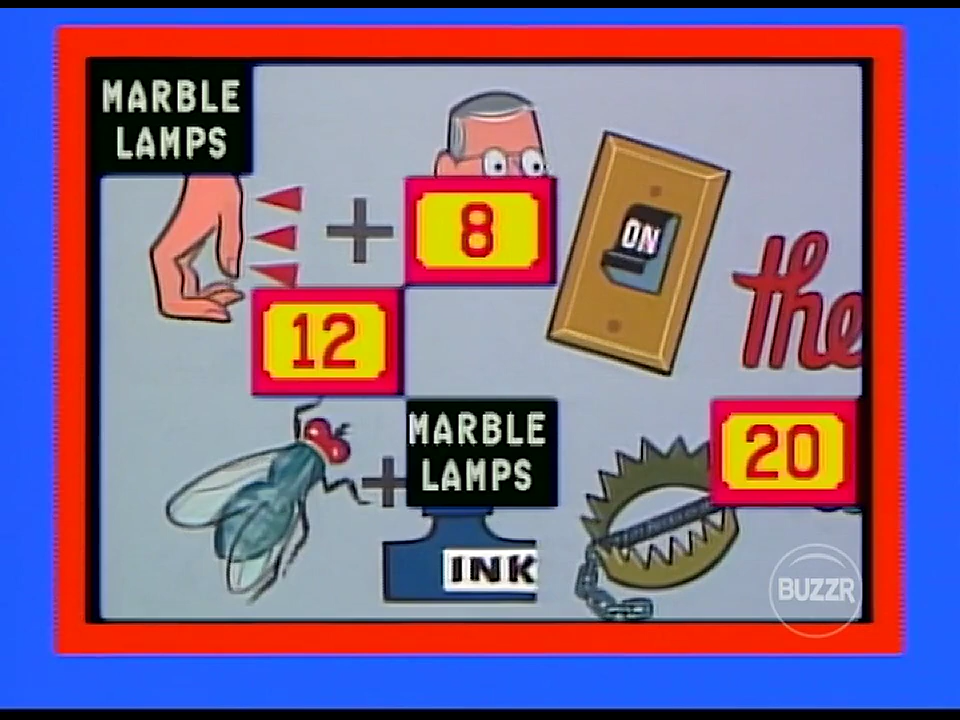 MARBLE
LAMPS
+
8
ON
the
12
+
MARBLE
LAMPS
20
INK
BUZZR